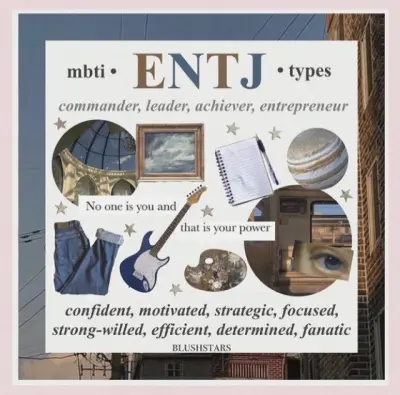 mbti • ENTJ • types
commander, leader, achiever, entrepreneur
No one is you and
that is your power
confident, motivated, strategic, focused,
strong-willed, efficient, determined, fanatic
BLUSHSTARS